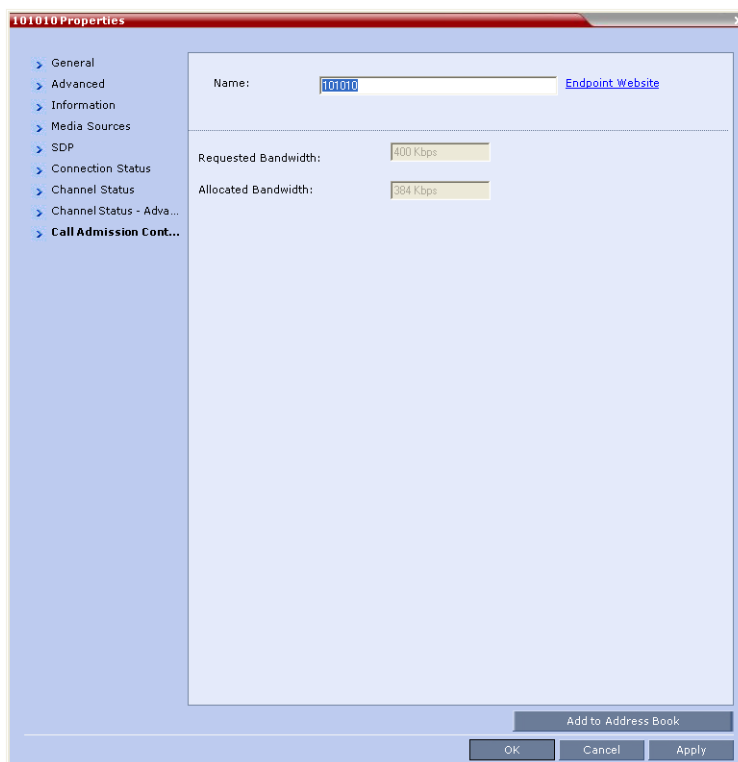 101010 Properties
General
Advanced
Information
Media Sources
SDP
Connection Status
Channel Status
Channel Status - Adva...
Call Admission Cont...
Name: 101010 Endpoint Website
Requested Bandwidth: 400 Kbps
Allocated Bandwidth: 384 Kbps
Add to Address Book
OK Cancel Apply